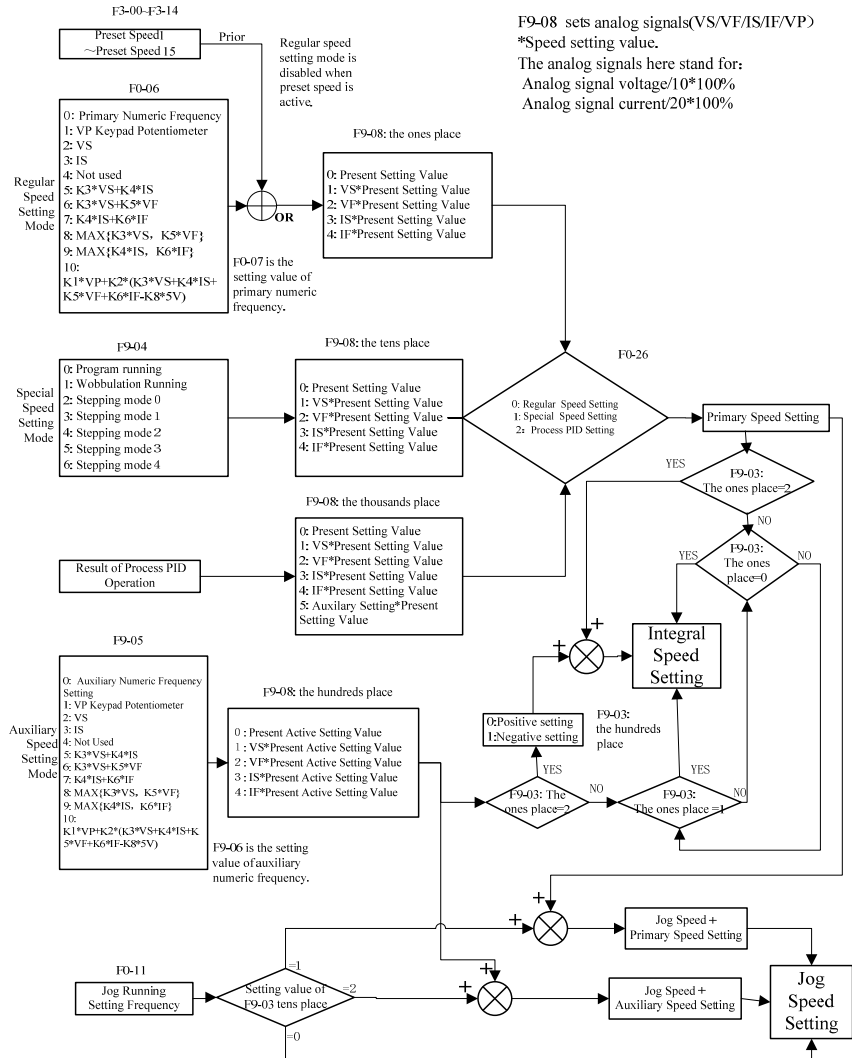 F3-00~F3-14
Preset Speed1
~Preset Speed 15
Prior
Regular speed
setting mode is
disabled when
preset speed is
active.
F9-08 sets analog signals(VS/VF/IS/IF/VP)
*Speed setting value.
The analog signals here stand for:
Analog signal voltage/10*100%
Analog signal current/20*100%
F0-06
Regular
Speed
Setting
Mode
0: Primary Numeric Frequency
1: VP Keypad Potentiometer
2: VS
3: IS
4: Not used
5: K3*VS+K4*IS
6: K3*VS+K5*VF
7: K4*IS+K6*IF
8: MAX{K3*VS, K5*VF}
9: MAX{K4*IS, K6*IF}
10:
K1*VP+K2*(K3*VS+K4*IS+
K5*VF+K6*IF-K8*5V)
OR
F0-07 is the
setting value of
primary numeric
frequency.
F9-08: the ones place
0: Present Setting Value
1: VS*Present Setting Value
2: VF*Present Setting Value
3: IS*Present Setting Value
4: IF*Present Setting Value
F9-04
Special
Speed
Setting
Mode
0: Program running
1: Wobbulation Running
2: Stepping mode 0
3: Stepping mode 1
4: Stepping mode 2
5: Stepping mode 3
6: Stepping mode 4
F9-08: the tens place
0: Present Setting Value
1: VS*Present Setting Value
2: VF*Present Setting Value
3: IS*Present Setting Value
4: IF*Present Setting Value
F0-26
0: Regular Speed Setting
1: Special Speed Setting
2: Process PID Setting
Primary Speed Setting
YES
F9-03:
The ones place=2
NO
YES
F9-03:
The ones
place=0
NO
F9-08: the thousands place
Result of Process PID
Operation
0: Present Setting Value
1: VS*Present Setting Value
2: VF*Present Setting Value
3: IS*Present Setting Value
4: IF*Present Setting Value
5: Auxilary Setting*Present
Setting Value
+
+
Integral
Speed
Setting
F9-05
Auxiliary
Speed
Setting
Mode
0: Auxiliary Numeric Frequency
Setting
1: VP Keypad Potentiometer
2: VS
3: IS
4: Not Used
5: K3*VS+K4*IS
6: K3*VS+K5*VF
7: K4*IS+K6*IF
8: MAX{K3*VS, K5*VF}
9: MAX{K4*IS, K6*IF}
10:
K1*VP+K2*(K3*VS+K4*IS+K
5*VF+K6*IF-K8*5V)
F9-06 is the setting
value of auxiliary
numeric frequency.
F9-08: the hundreds place
0: Present Active Setting Value
1: VS*Present Active Setting Value
2: VF*Present Active Setting Value
3: IS*Present Active Setting Value
4: IF*Present Active Setting Value
0:Positive setting
1:Negative setting
F9-03:
the hundreds
place
YES
F9-03: The
ones place=2
NO
YES
F9-03:
The ones place =1
NO
+
+
Jog Speed+
Primary Speed Setting
F0-11
Jog Running
Setting Frequency
Setting value of
F9-03 tens place
=1
=2
=0
+
+
Jog Speed+
Auxiliary Speed Setting
Jog
Speed
Setting